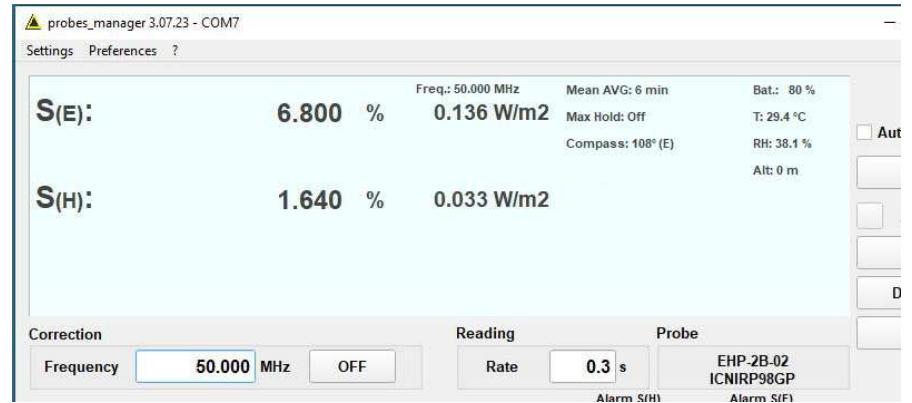 probes_manager 3.07.23 - COM7
Settings Preferences ?
Freq.: 50.000 MHz Mean AVG: 6 min Bat.: 80 %
S(E): 6.800 % 0.136 W/m2 Max Hold: Off T: 29.4 °C
Compass: 108° (E) RH: 38.1 %
Alt: 0 m
S(H): 1.640 % 0.033 W/m2
Correction Reading Probe
Frequency 50.000 MHz OFF Rate 0.3 s EHP-2B-02
ICNIRP98GP
Alarm S(H) Alarm S(E)